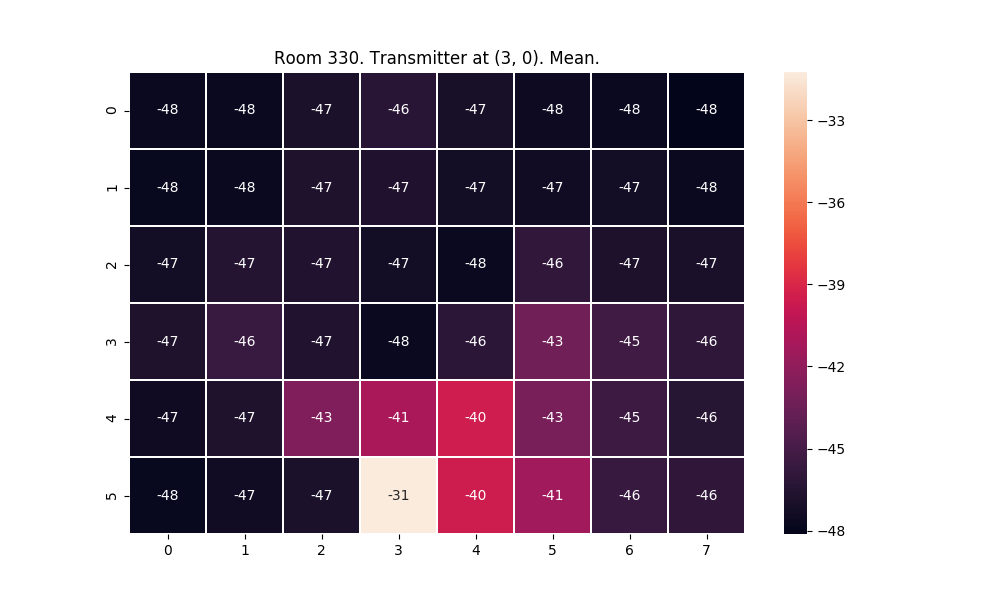 Room 330. Transmitter at (3, 0). Mean.
0 -48 -48 -47 -46 -47 -48 -48 -48
1 -48 -48 -47 -47 -47 -47 -47 -48
2 -47 -47 -47 -47 -48 -46 -47 -47
3 -47 -46 -47 -48 -46 -43 -45 -46
4 -47 -47 -43 -41 -40 -43 -45 -46
5 -48 -47 -47 -31 -40 -41 -46 -46
0 1 2 3 4 5 6 7
−33
−36
−39
−42
−45
−48